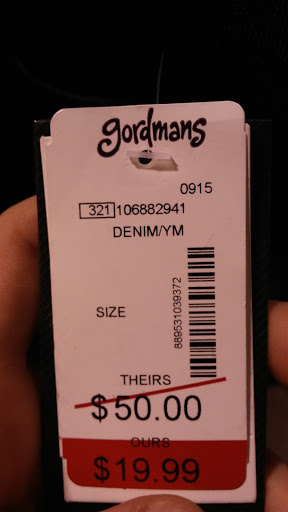 gordmans
0915
321 106882941
DENIM/YM
889531039372
SIZE
THEIRS
$50.00
OURS
$19.99